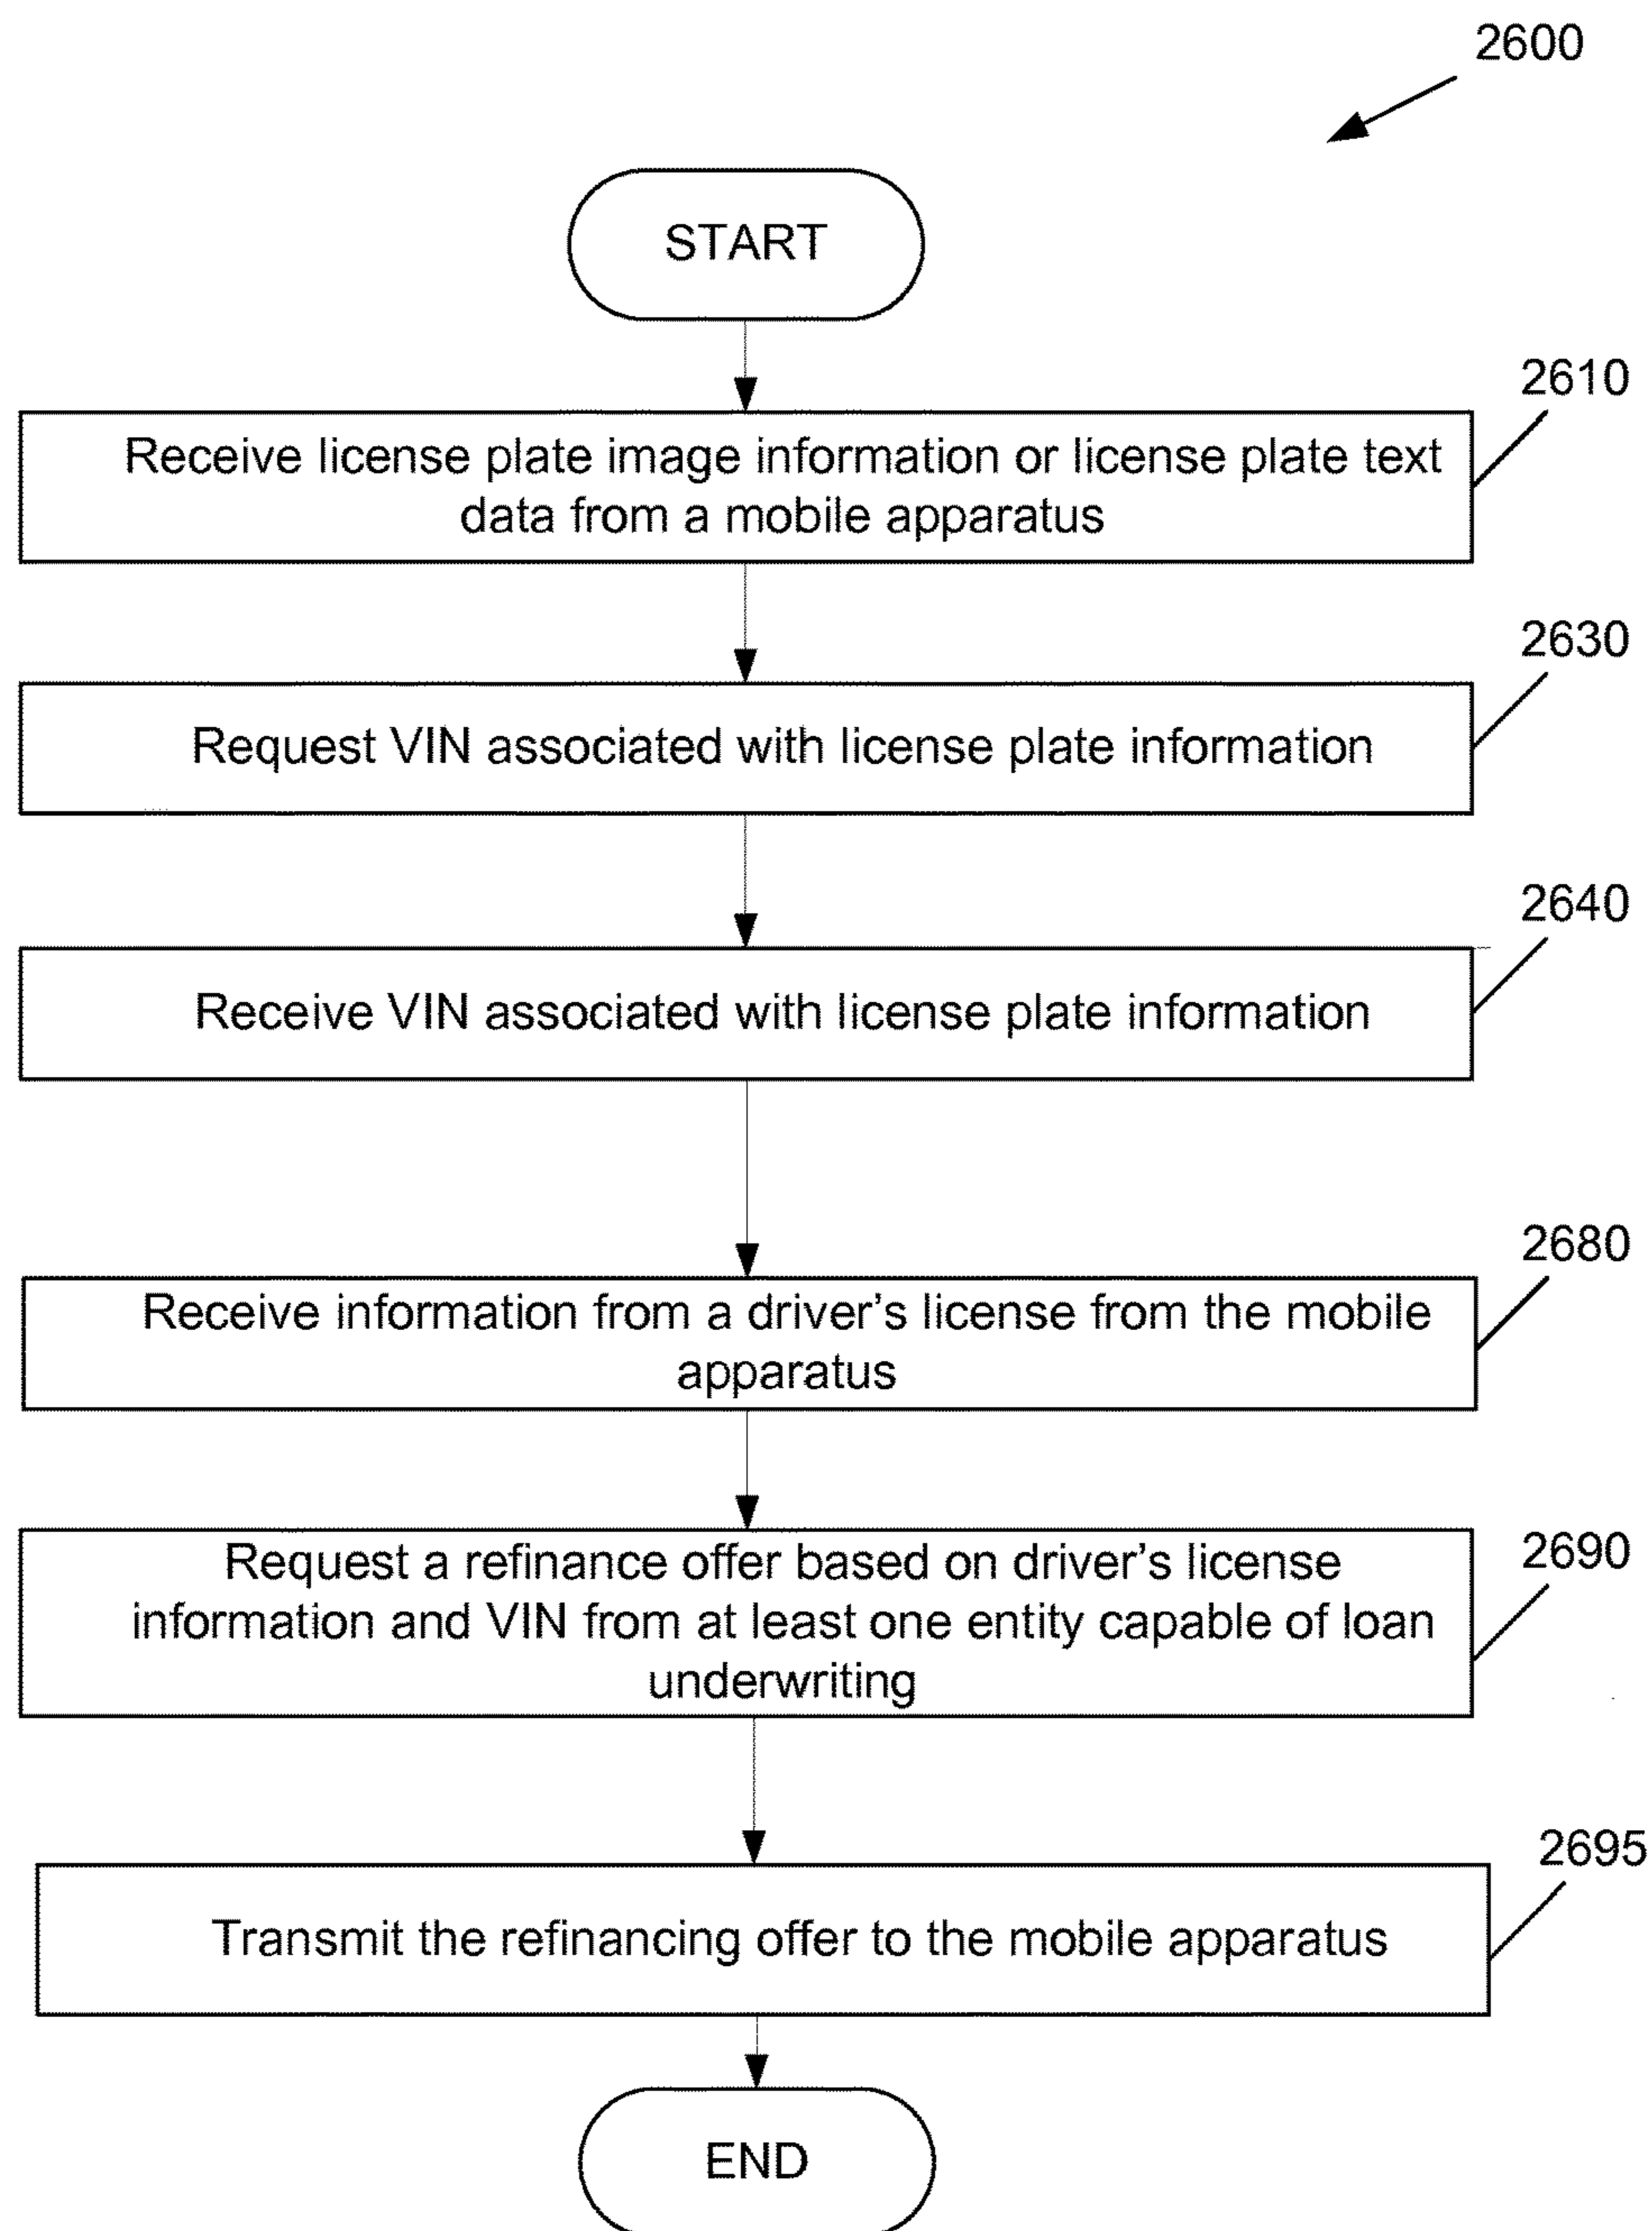 2600
START
2610
Receive license plate image information or license plate text
data from a mobile apparatus
2630
Request VIN associated with license plate information
2640
Receive VIN associated with license plate information
2680
Receive information from a driver’s license from the mobile
apparatus
2690
Request a refinance offer based on driver’s license
information and VIN from at least one entity capable of loan
underwriting
2695
Transmit the refinancing offer to the mobile apparatus
END